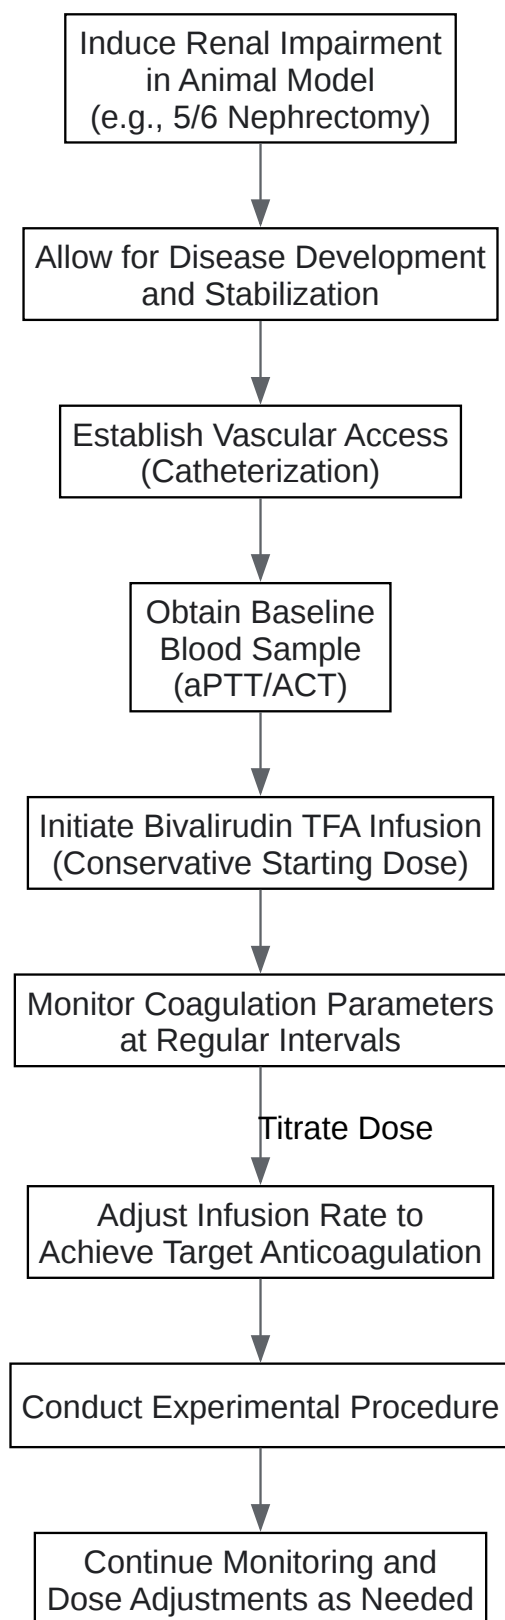 Induce Renal Impairment
in Animal Model
(e.g., 5/6 Nephrectomy)
Allow for Disease Development
and Stabilization
Establish Vascular Access
(Catheterization)
Obtain Baseline
Blood Sample
(aPTT/ACT)
Initiate Bivalirudin TFA Infusion
(Conservative Starting Dose)
Monitor Coagulation Parameters
at Regular Intervals
Titrate Dose
Adjust Infusion Rate to
Achieve Target Anticoagulation
Conduct Experimental Procedure
Continue Monitoring and
Dose Adjustments as Needed